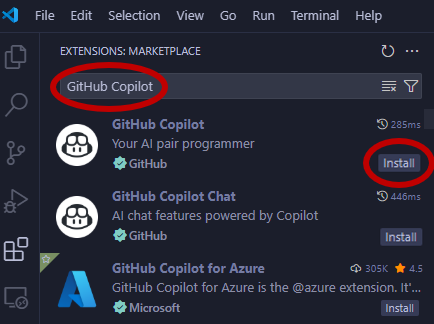 File Edit Selection View Go Run Terminal Help
EXTENSIONS: MARKETPLACE
GitHub Copilot
GitHub Copilot 285ms
Your AI pair programmer
GitHub Install
GitHub Copilot Chat 446ms
AI chat features powered by Copilot
GitHub Install
GitHub Copilot for Azure 305K 4.5
GitHub Copilot for Azure is the @azure extension. It'...
Microsoft Install